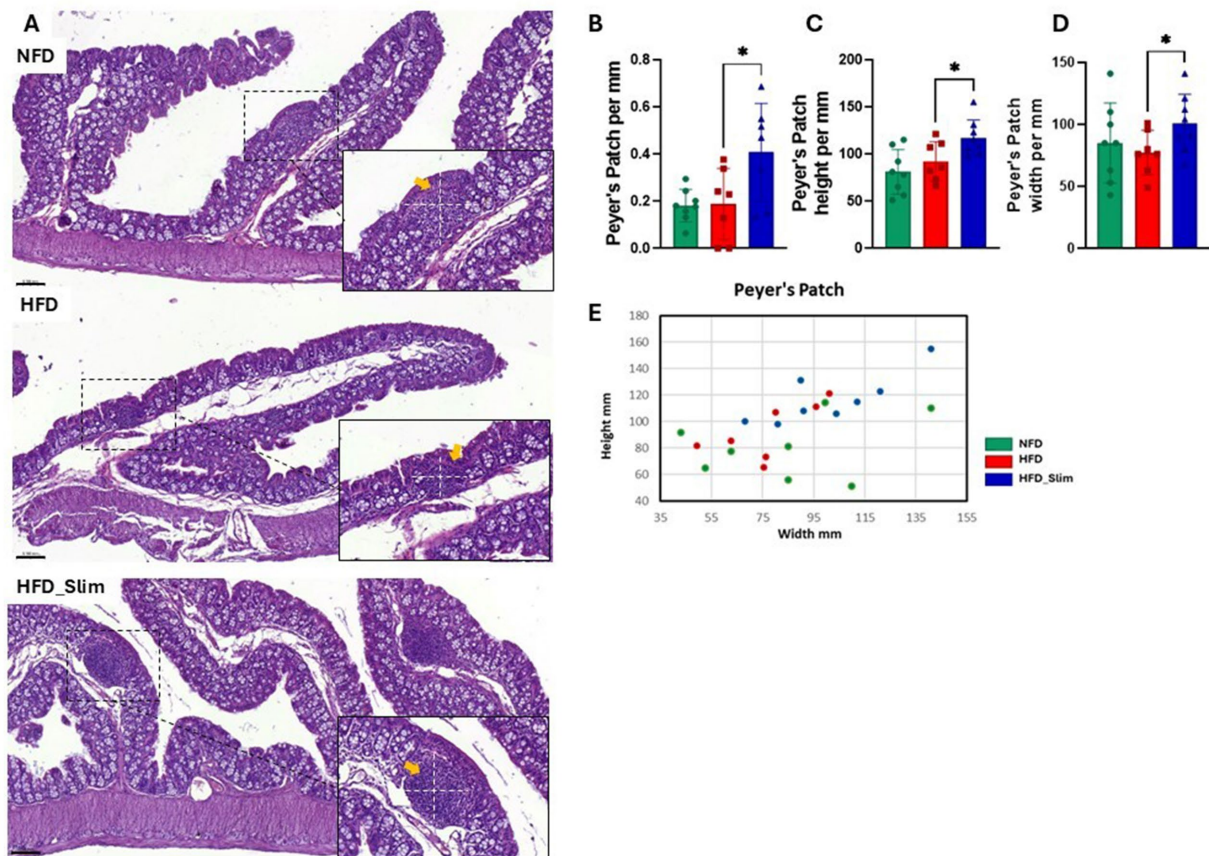 A
NFD
HFD
HFD_Slim
B
Peyer's Patch per mm
0.8
0.6
0.4
0.2
0.0
*
C
Peyer's Patch
height per mm
200
150
100
50
0
*
D
Peyer's Patch
width per mm
150
100
50
0
*
E
Peyer's Patch
Height mm
180
160
140
120
100
80
60
40
35 55 75 95 115 135 155
Width mm
NFD
HFD
HFD_Slim